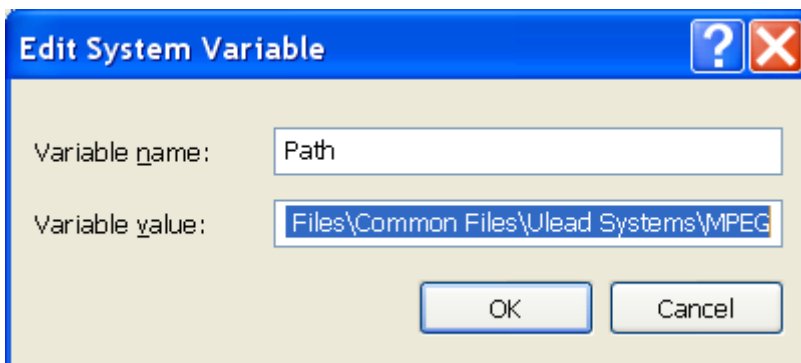 Edit System Variable
Variable name: Path
Variable value: Files\Common Files\Ulead Systems\MPEG
OK Cancel